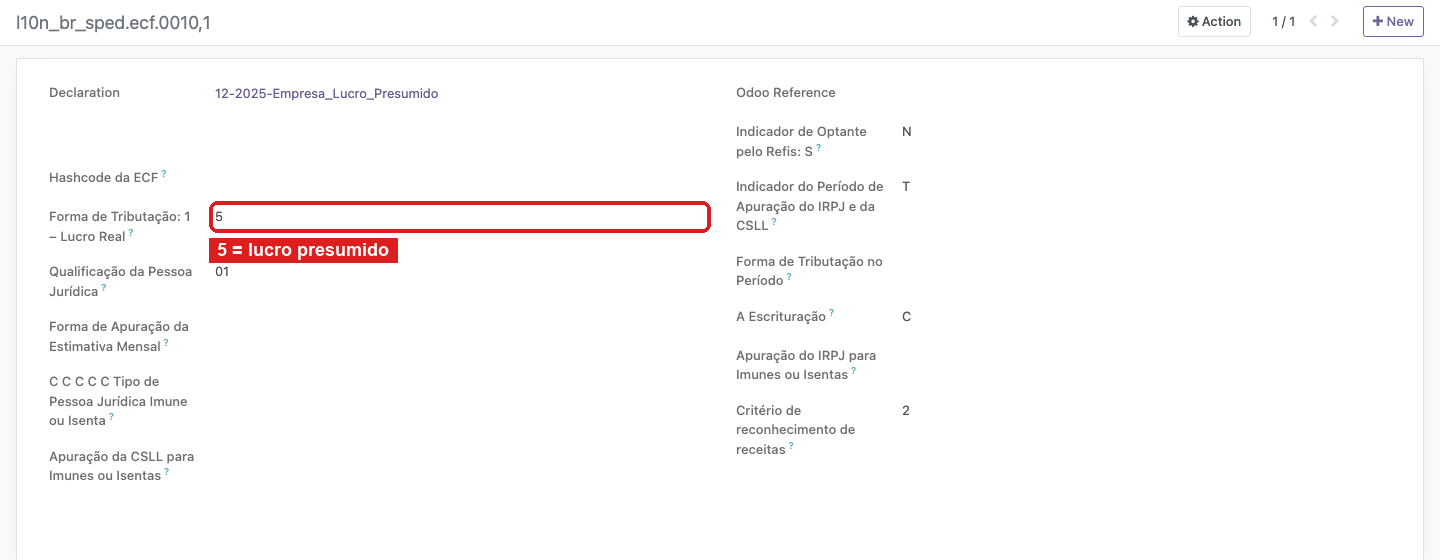 l10n_br_sped.ecf.0010,1
Action
1 / 1
New
Declaration
12-2025-Empresa_Lucro_Presumido
Hashcode da ECF ?
Forma de Tributação: 1
– Lucro Real ?
5
5 = lucro presumido
Qualificação da Pessoa
Jurídica ?
01
Forma de Apuração da
Estimativa Mensal ?
C C C C C Tipo de
Pessoa Jurídica Imune
ou Isenta ?
Apuração da CSLL para
Imunes ou Isentas ?
Odoo Reference
Indicador de Optante
pelo Refis: S ?
N
Indicador do Período de
Apuração do IRPJ e da
CSLL ?
T
Forma de Tributação no
Período ?
A Escrituração ?
C
Apuração do IRPJ para
Imunes ou Isentas ?
Critério de
reconhecimento de
receitas ?
2